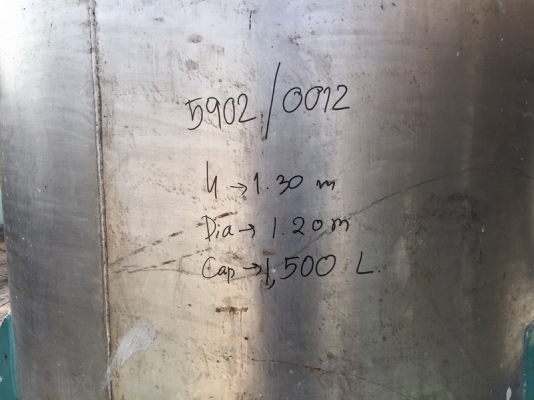 5902/0012
H → 1.30 m
Dia → 1.20 m
Cap → 1,500 L.